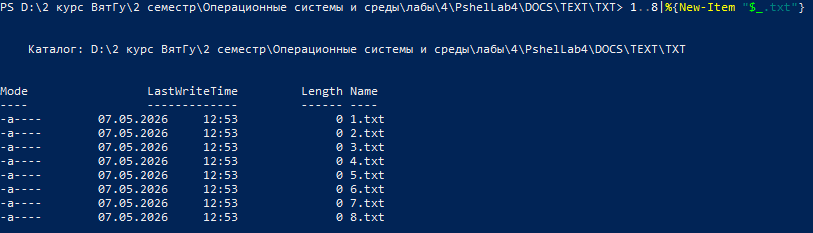 PS D:\2 курс ВятГу\2 семестр\Операционные системы и среды\лабы\4\PshelLab4\DOCS\TEXT\TXT> 1..8|%{New-Item "$_.txt"}
Каталог: D:\2 курс ВятГу\2 семестр\Операционные системы и среды\лабы\4\PshelLab4\DOCS\TEXT\TXT
Mode                LastWriteTime         Length Name
----                -------------         ------ ----
-a----       07.05.2026     12:53              0 1.txt
-a----       07.05.2026     12:53              0 2.txt
-a----       07.05.2026     12:53              0 3.txt
-a----       07.05.2026     12:53              0 4.txt
-a----       07.05.2026     12:53              0 5.txt
-a----       07.05.2026     12:53              0 6.txt
-a----       07.05.2026     12:53              0 7.txt
-a----       07.05.2026     12:53              0 8.txt